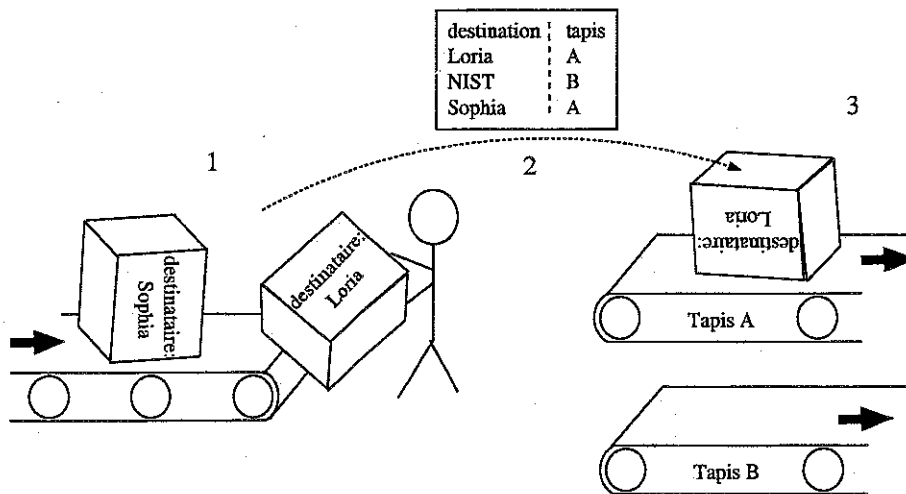 destination tapis
Loria A
NIST B
Sophia A
1
2
3
destinataire:
Sophia
destinataire:
Loria
destinataire:
Loria
Tapis A
Tapis B